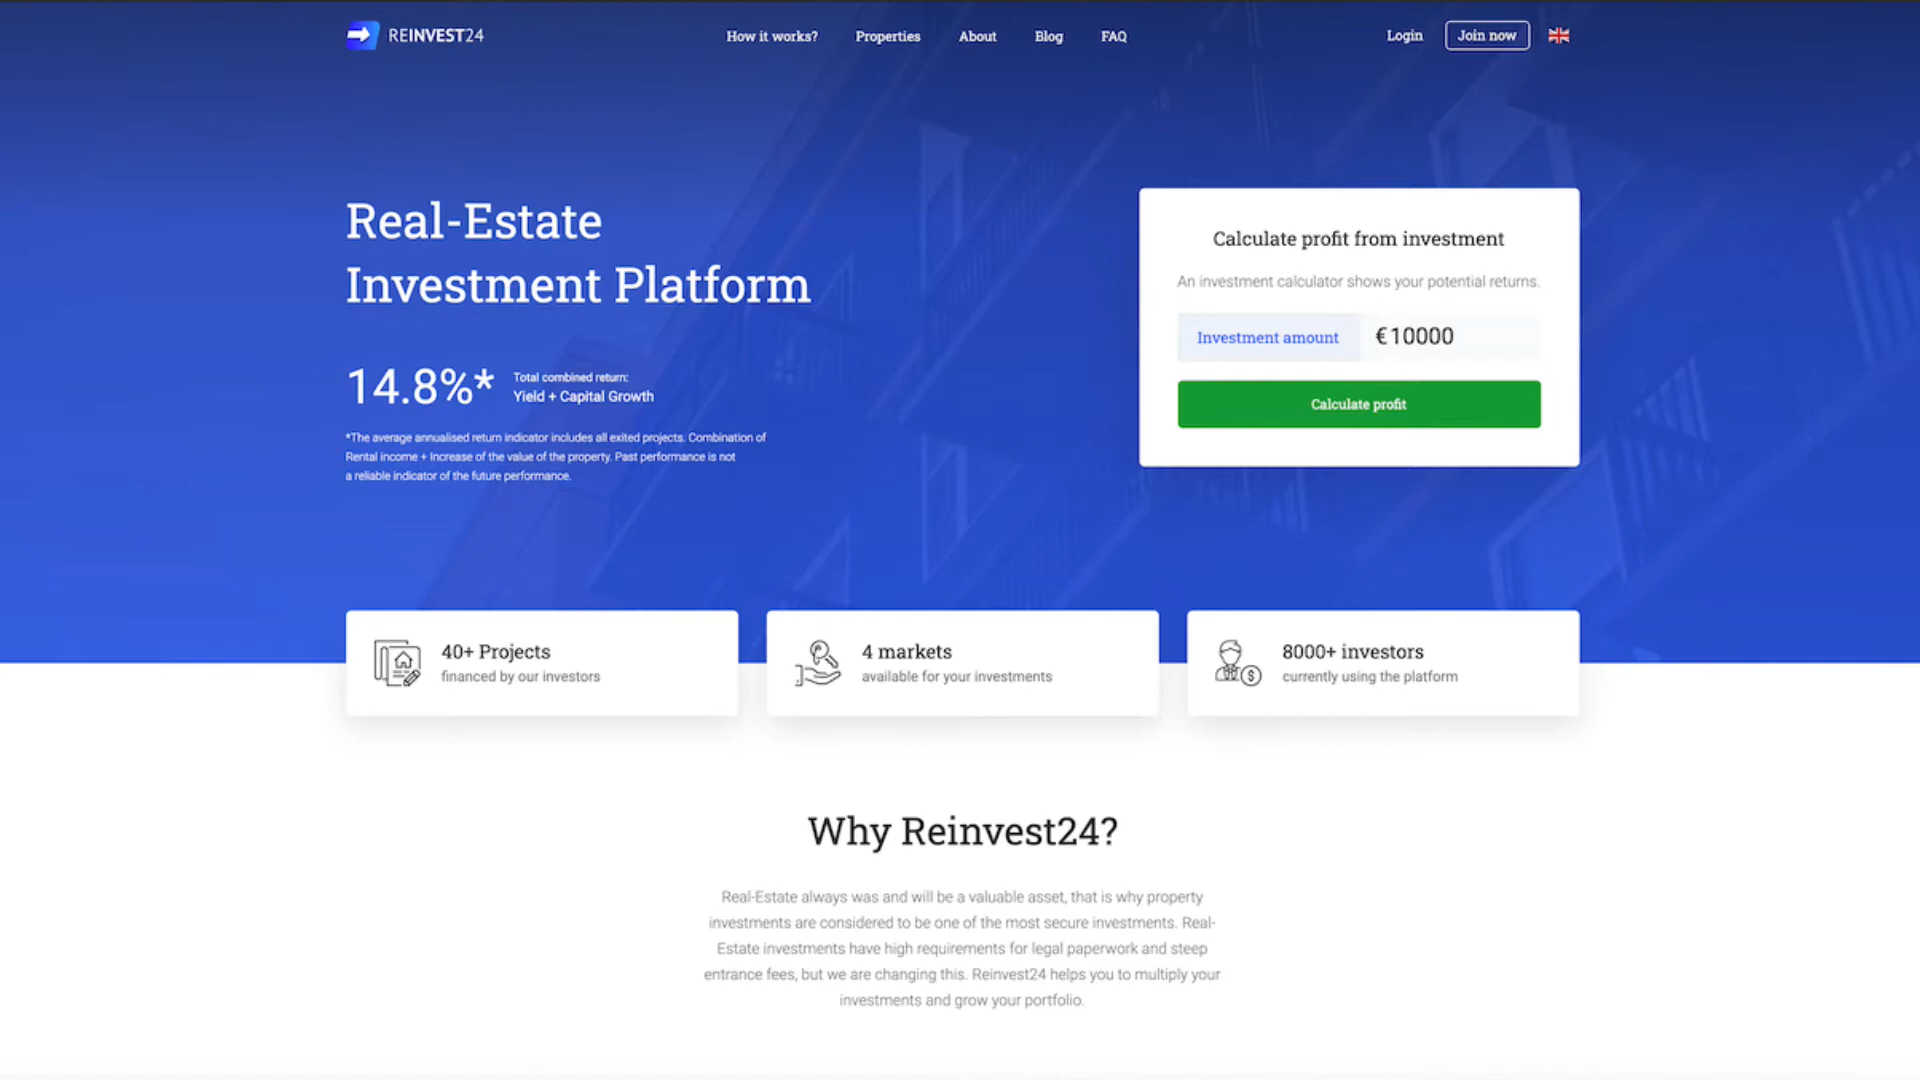 REINVEST24
How it works?
Properties
About
Blog
FAQ
Login
Join now
Real-Estate
Investment Platform
14.8%*
Total combined return:
Yield + Capital Growth
*The average annualised return indicator includes all exited projects. Combination of
Rental income + Increase of the value of the property. Past performance is not
a reliable indicator of the future performance.
Calculate profit from investment
An investment calculator shows your potential returns.
Investment amount
€10000
Calculate profit
40+ Projects
financed by our investors
4 markets
available for your investments
8000+ investors
currently using the platform
Why Reinvest24?
Real-Estate always was and will be a valuable asset, that is why property
investments are considered to be one of the most secure investments. Real-
Estate investments have high requirements for legal paperwork and steep
entrance fees, but we are changing this. Reinvest24 helps you to multiply your
investments and grow your portfolio.